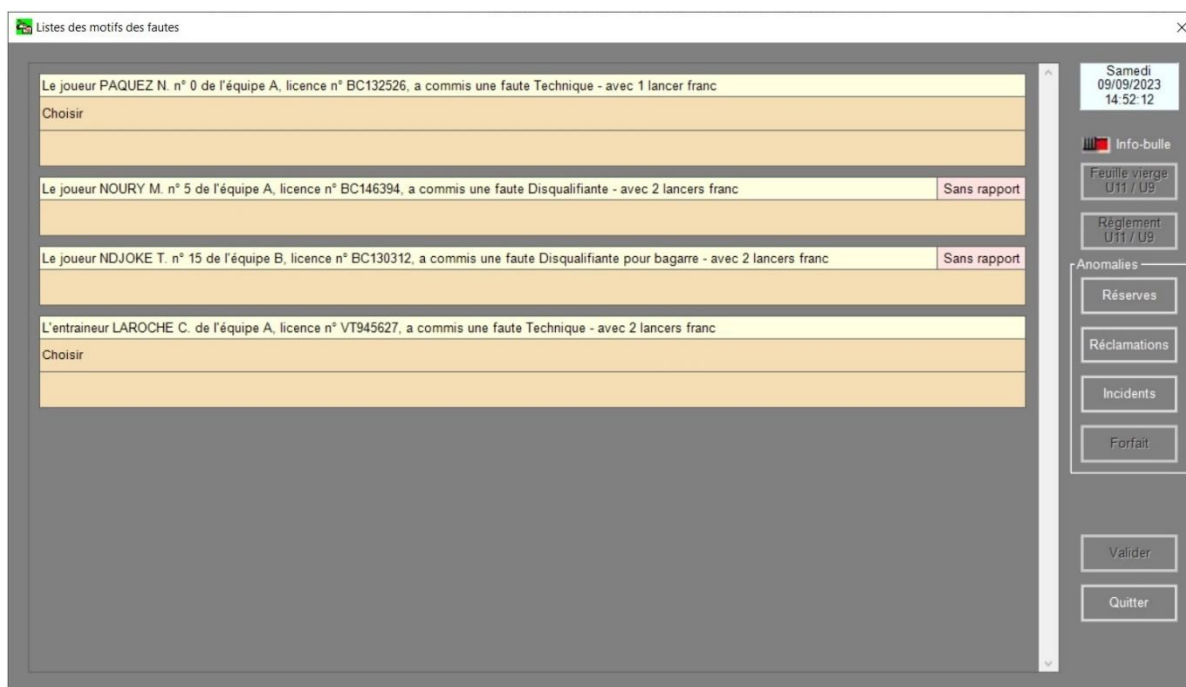 Listes des motifs des fautes
Le joueur PAQUEZ N. n° 0 de l'équipe A, licence n° BC132526, a commis une faute Technique - avec 1 lancer franc
Choisir
Le joueur NOURY M. n° 5 de l'équipe A, licence n° BC146394, a commis une faute Disqualifiante - avec 2 lancers franc
Sans rapport
Le joueur NDJOKE T. n° 15 de l'équipe B, licence n° BC130312, a commis une faute Disqualifiante pour bagarre - avec 2 lancers franc
Sans rapport
L'entraineur LAROCHE C. de l'équipe A, licence n° VT945627, a commis une faute Technique - avec 2 lancers franc
Choisir
Samedi
09/09/2023
14:52:12
Info-bulle
Feuille vierge
U11 / U9
Règlement
U11 / U9
Anomalies
Réserves
Réclamations
Incidents
Forfait
Valider
Quitter